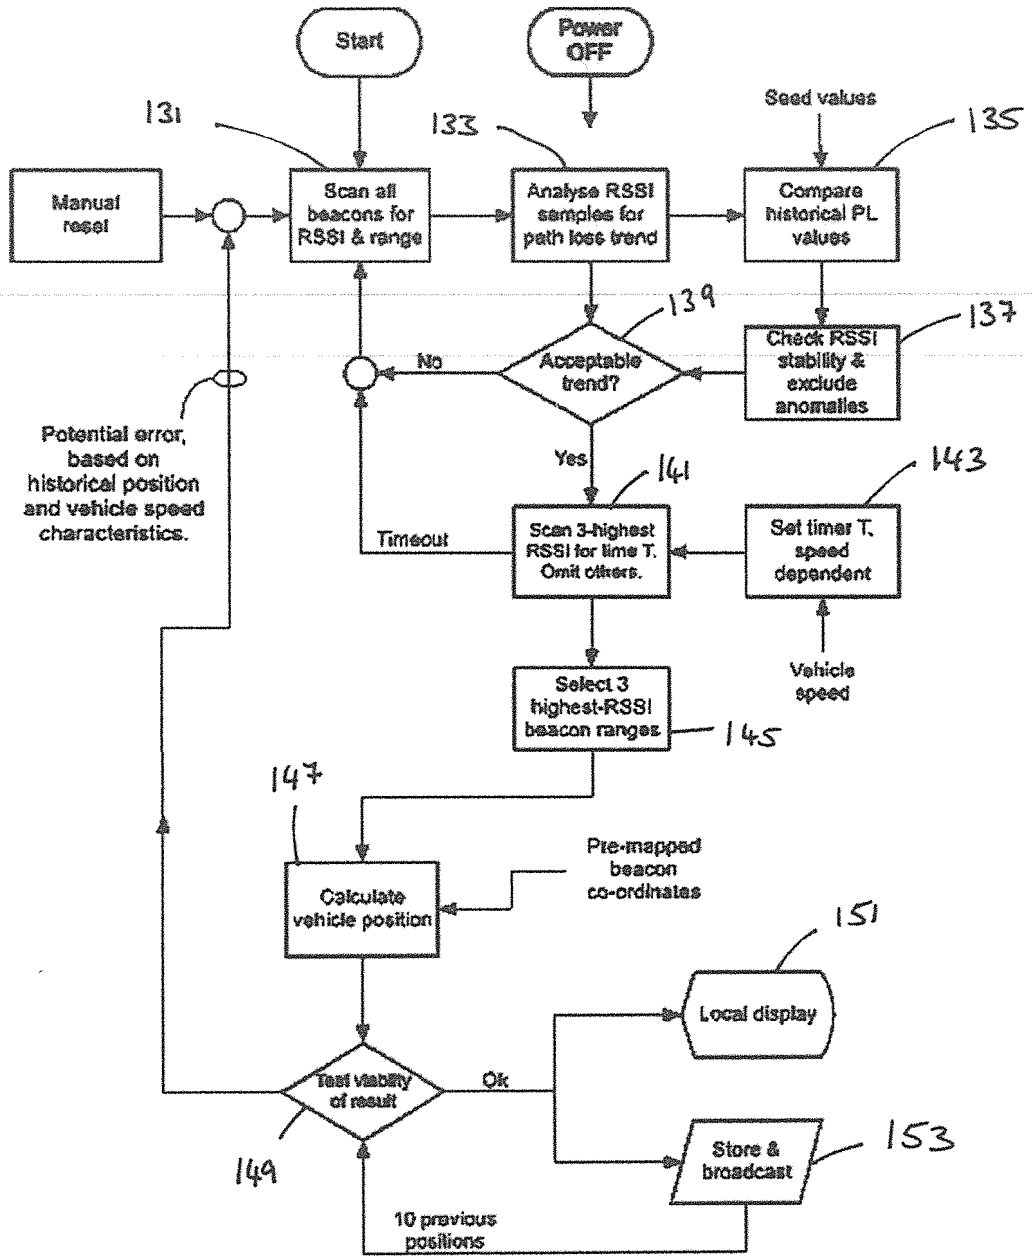 Start
Power
OFF
Seed values
131
133
135
Manual
reset
Scan all
beacons for
RSSI & range
Analyse RSSI
samples for
path loss trend
Compare
historical PL
values
139
137
No
Acceptable
trend?
Check RSSI
stability &
exclude
anomalies
Potential error,
based on
historical position
and vehicle speed
characteristics.
Yes
141
143
Timeout
Scan 3-highest
RSSI for time T.
Omit others.
Set timer T.
speed
dependent
Vehicle
speed
Select 3
highest-RSSI
beacon ranges
145
147
Calculate
vehicle position
Pre-mapped
beacon
co-ordinates
151
Local display
Test viability
of result
Ok
149
Store &
broadcast
153
10 previous
positions